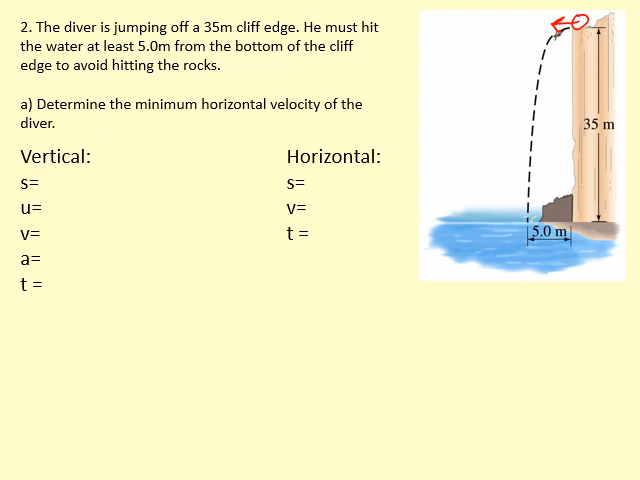 2. The diver is jumping off a 35m cliff edge. He must hit
the water at least 5.0m from the bottom of the cliff
edge to avoid hitting the rocks.
a) Determine the minimum horizontal velocity of the
diver.
Vertical:
s=
u=
v=
a=
t =
Horizontal:
s=
v=
t =
35 m
5.0 m